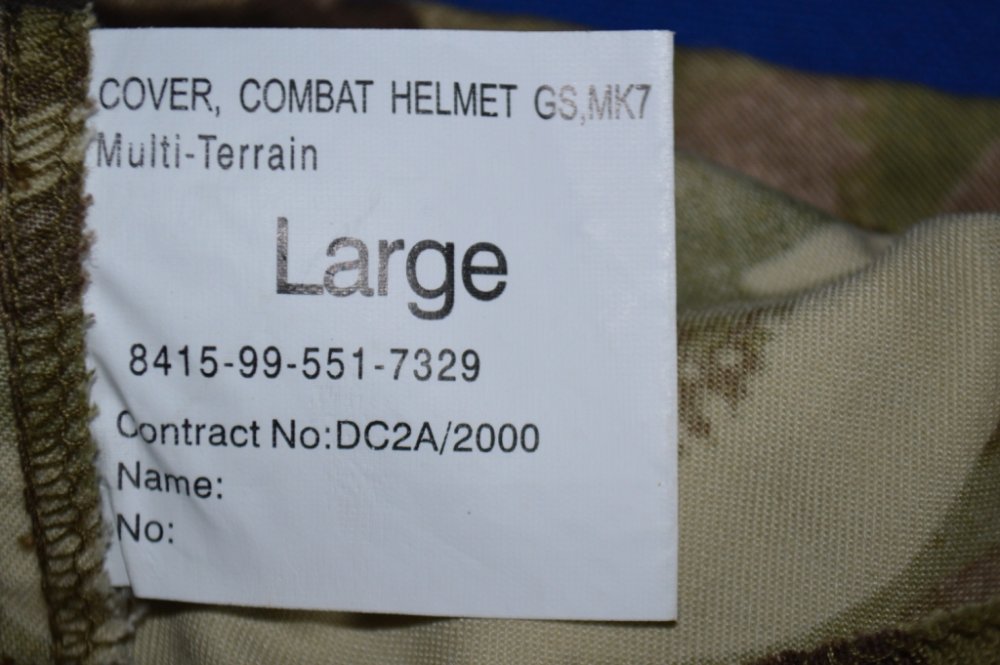 COVER, COMBAT HELMET GS,MK7
Multi-Terrain
Large
8415-99-551-7329
Contract No:DC2A/2000
Name:
No: